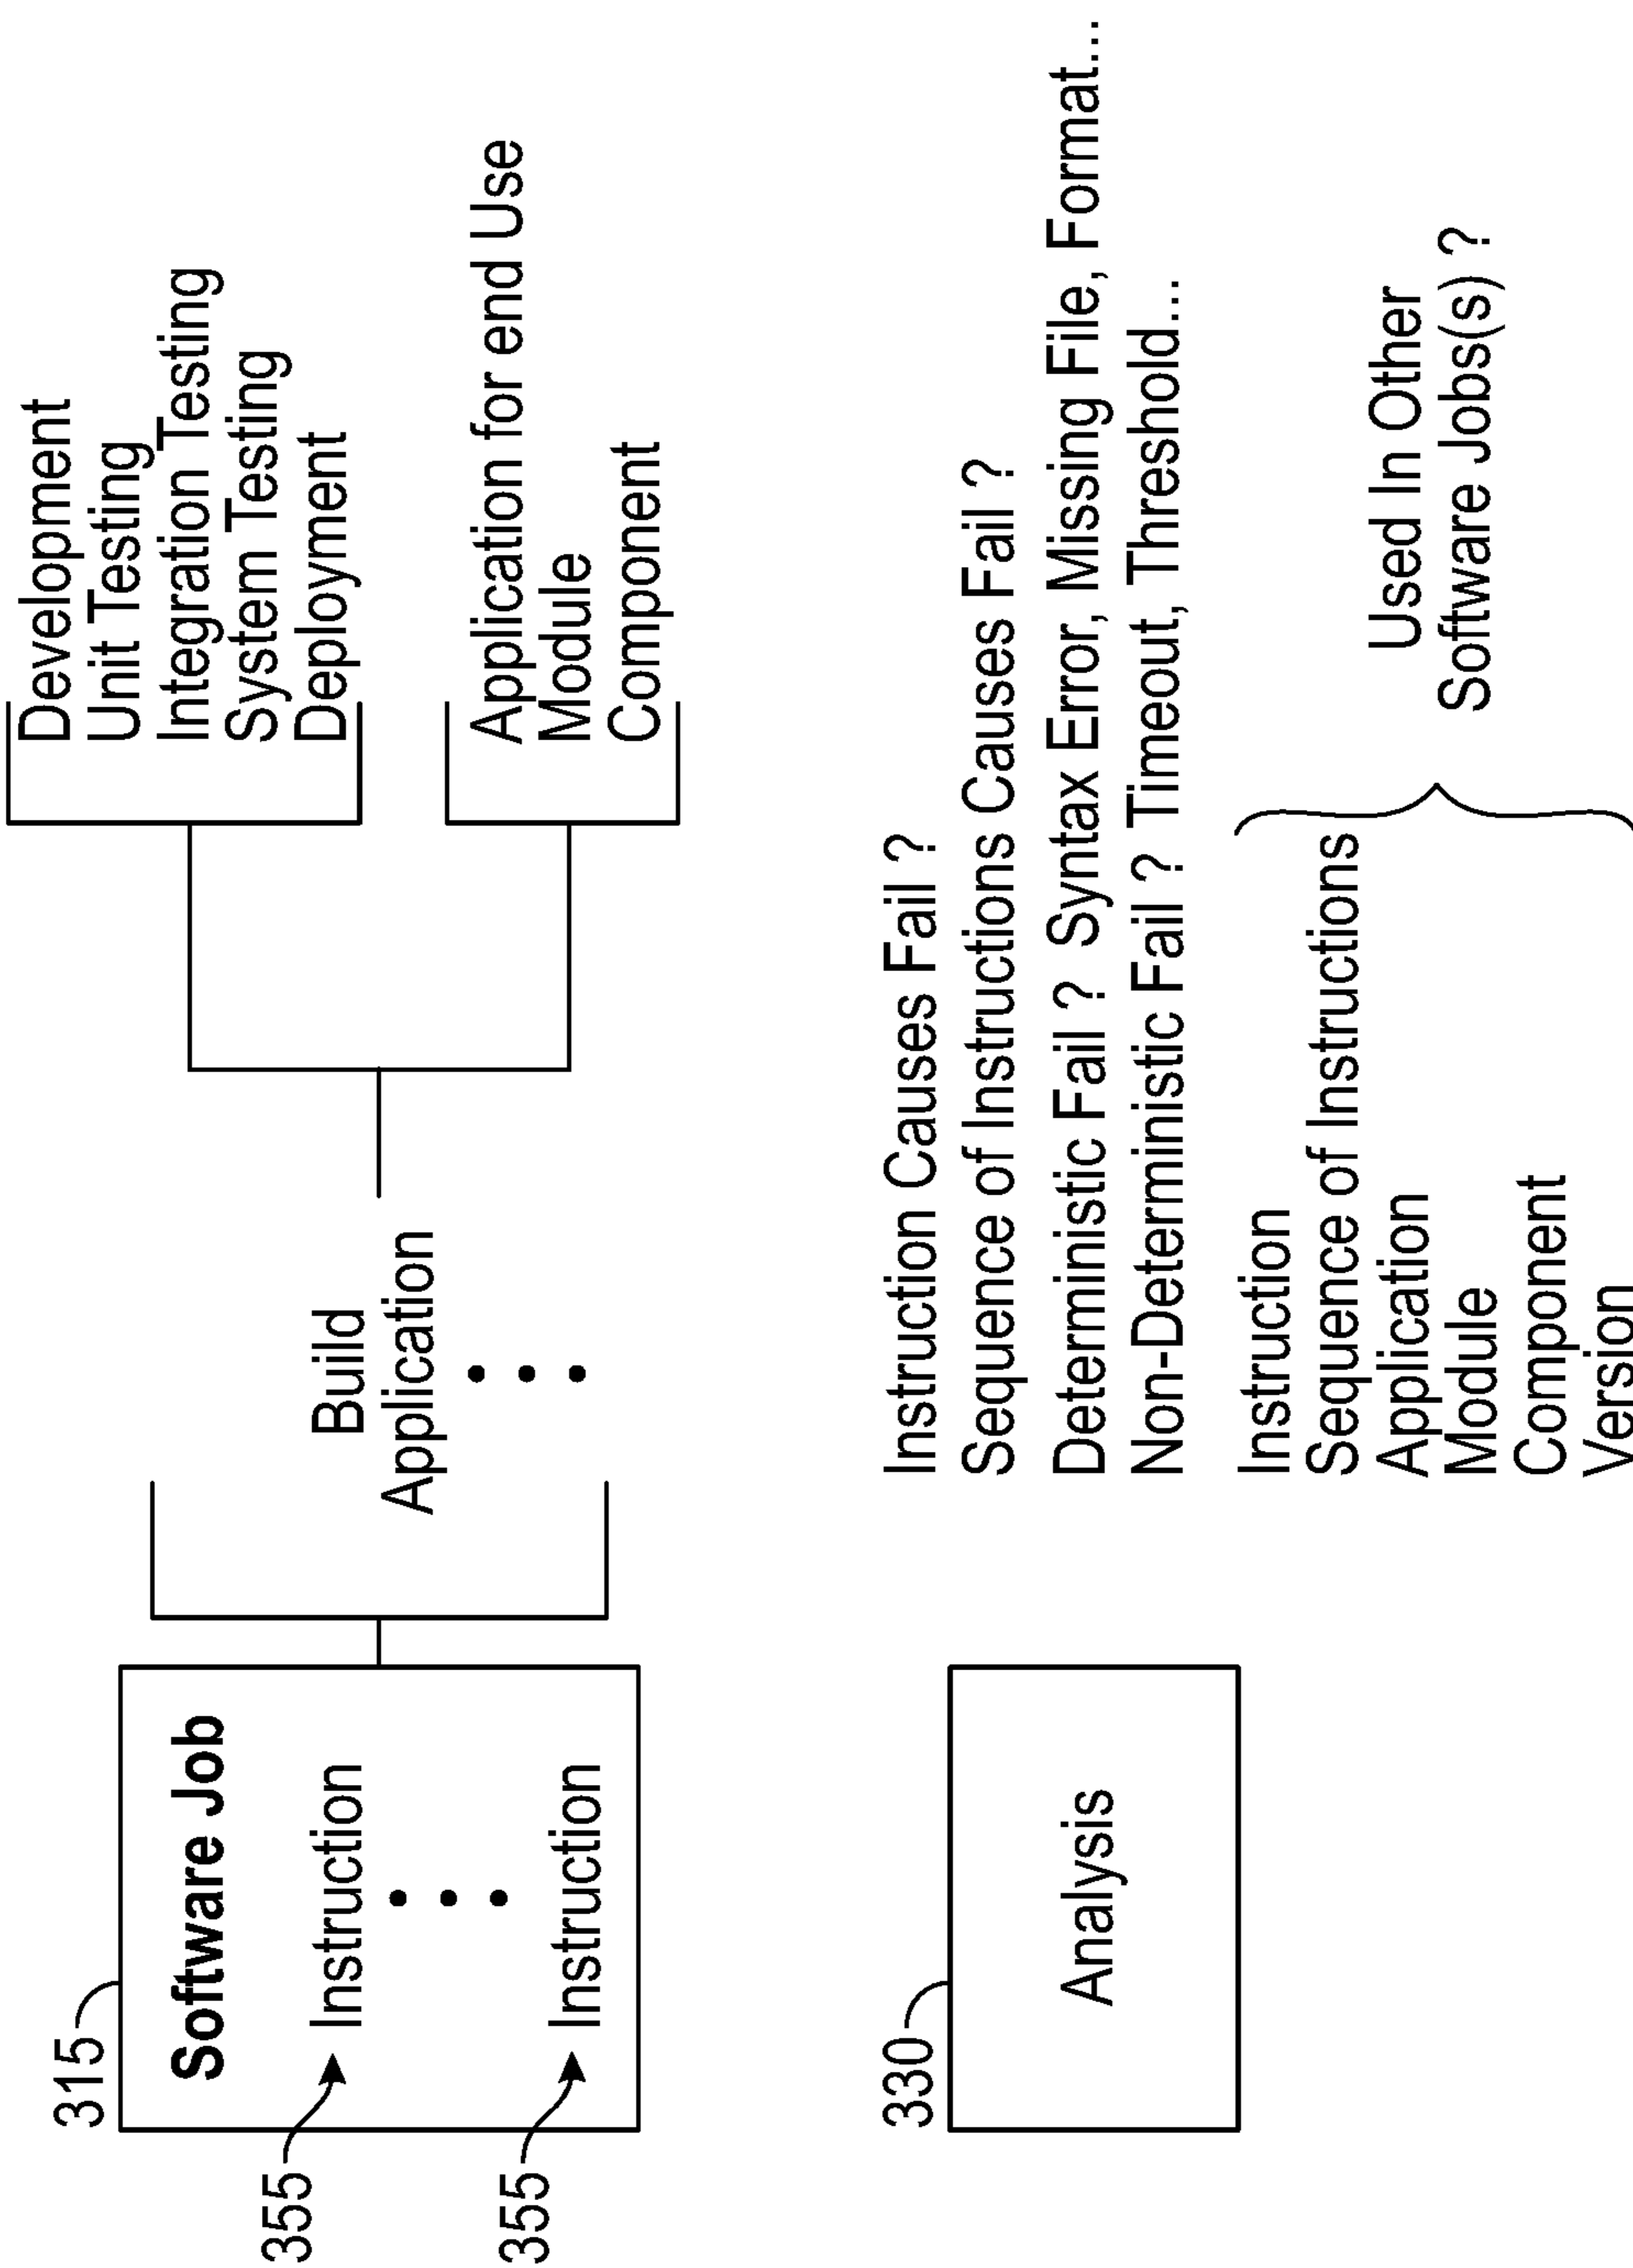 315
Software Job
355
Instruction
355
Instruction
Build
Application
Development
Unit Testing
Integration Testing
System Testing
Deployment
Application for end Use
Module
Component
330
Analysis
Instruction Causes Fail ?
Sequence of Instructions Causes Fail ?
Deterministic Fail ? Syntax Error, Missing File, Format...
Non-Deterministic Fail ? Timeout, Threshold...
Instruction
Sequence of Instructions
Application
Module
Component
Version
Used In Other
Software Jobs(s) ?